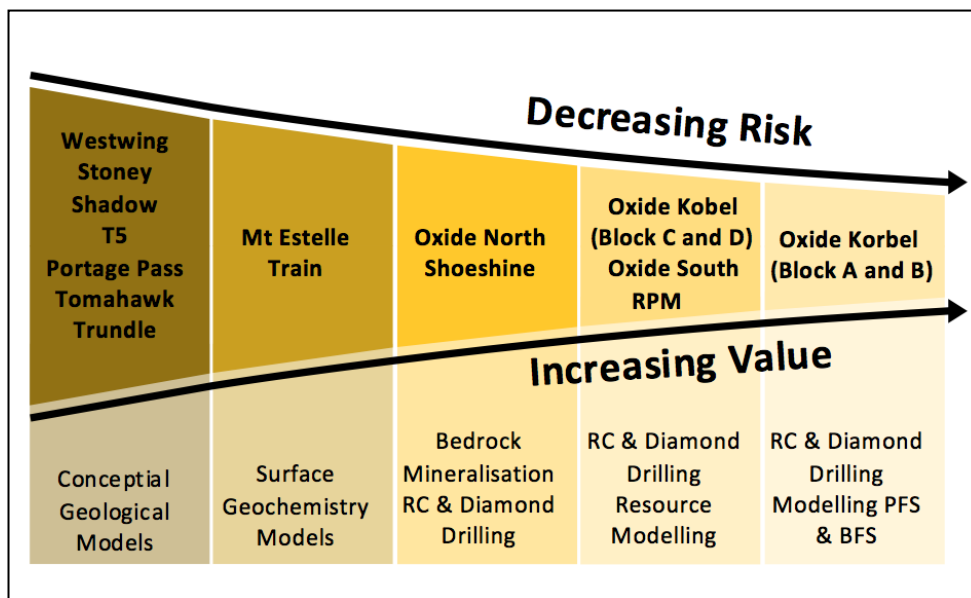 Decreasing Risk
Westwing
Stoney
Shadow
T5
Portage Pass
Tomahawk
Trundle
Mt Estelle
Train
Oxide North
Shoeshine
Oxide Kobel
(Block C and D)
Oxide South
RPM
Oxide Korbel
(Block A and B)
Increasing Value
Conceptial
Geological
Models
Surface
Geochemistry
Models
Bedrock
Mineralisation
RC & Diamond
Drilling
RC & Diamond
Drilling
Resource
Modelling
RC & Diamond
Drilling
Modelling PFS
& BFS